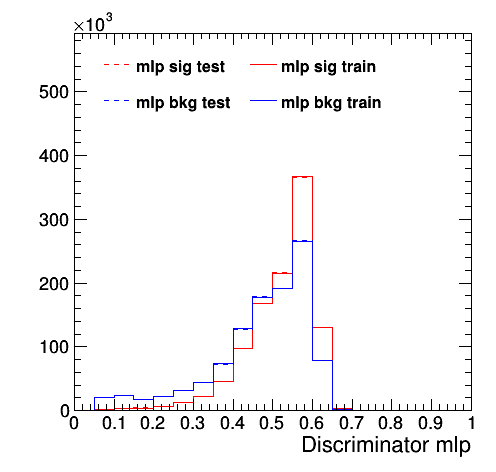 ×10³
mlp sig test
mlp sig train
mlp bkg test
mlp bkg train
500
400
300
200
100
0
0 0.1 0.2 0.3 0.4 0.5 0.6 0.7 0.8 0.9 1
Discriminator mlp